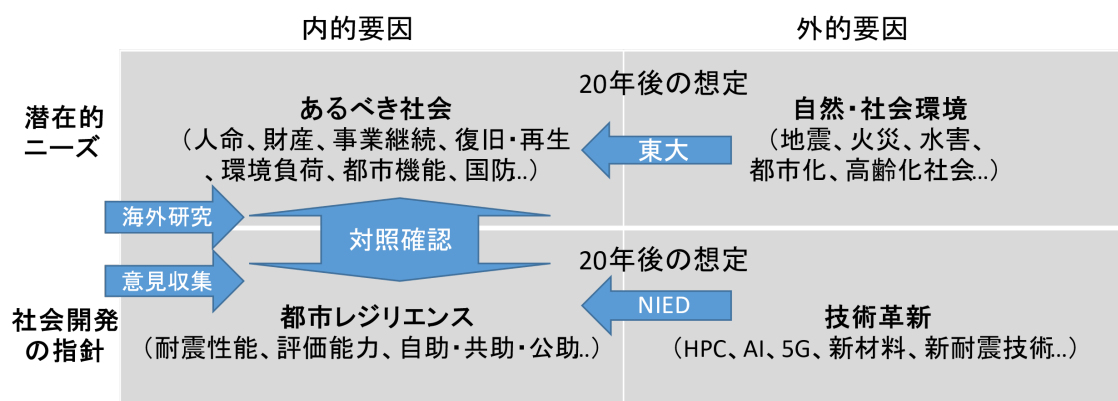 内的要因
外的要因
潜在的
ニーズ
あるべき社会
（人命、財産、事業継続、復旧・再生
、環境負荷、都市機能、国防…）
20年後の想定
東大
自然・社会環境
（地震、火災、水害、
都市化、高齢化社会…）
海外研究
対照確認
意見収集
社会開発
の指針
都市レジリエンス
（耐震性能、評価能力、自助・共助・公助..）
20年後の想定
NIED
技術革新
（HPC、AI、5G、新材料、新耐震技術…）